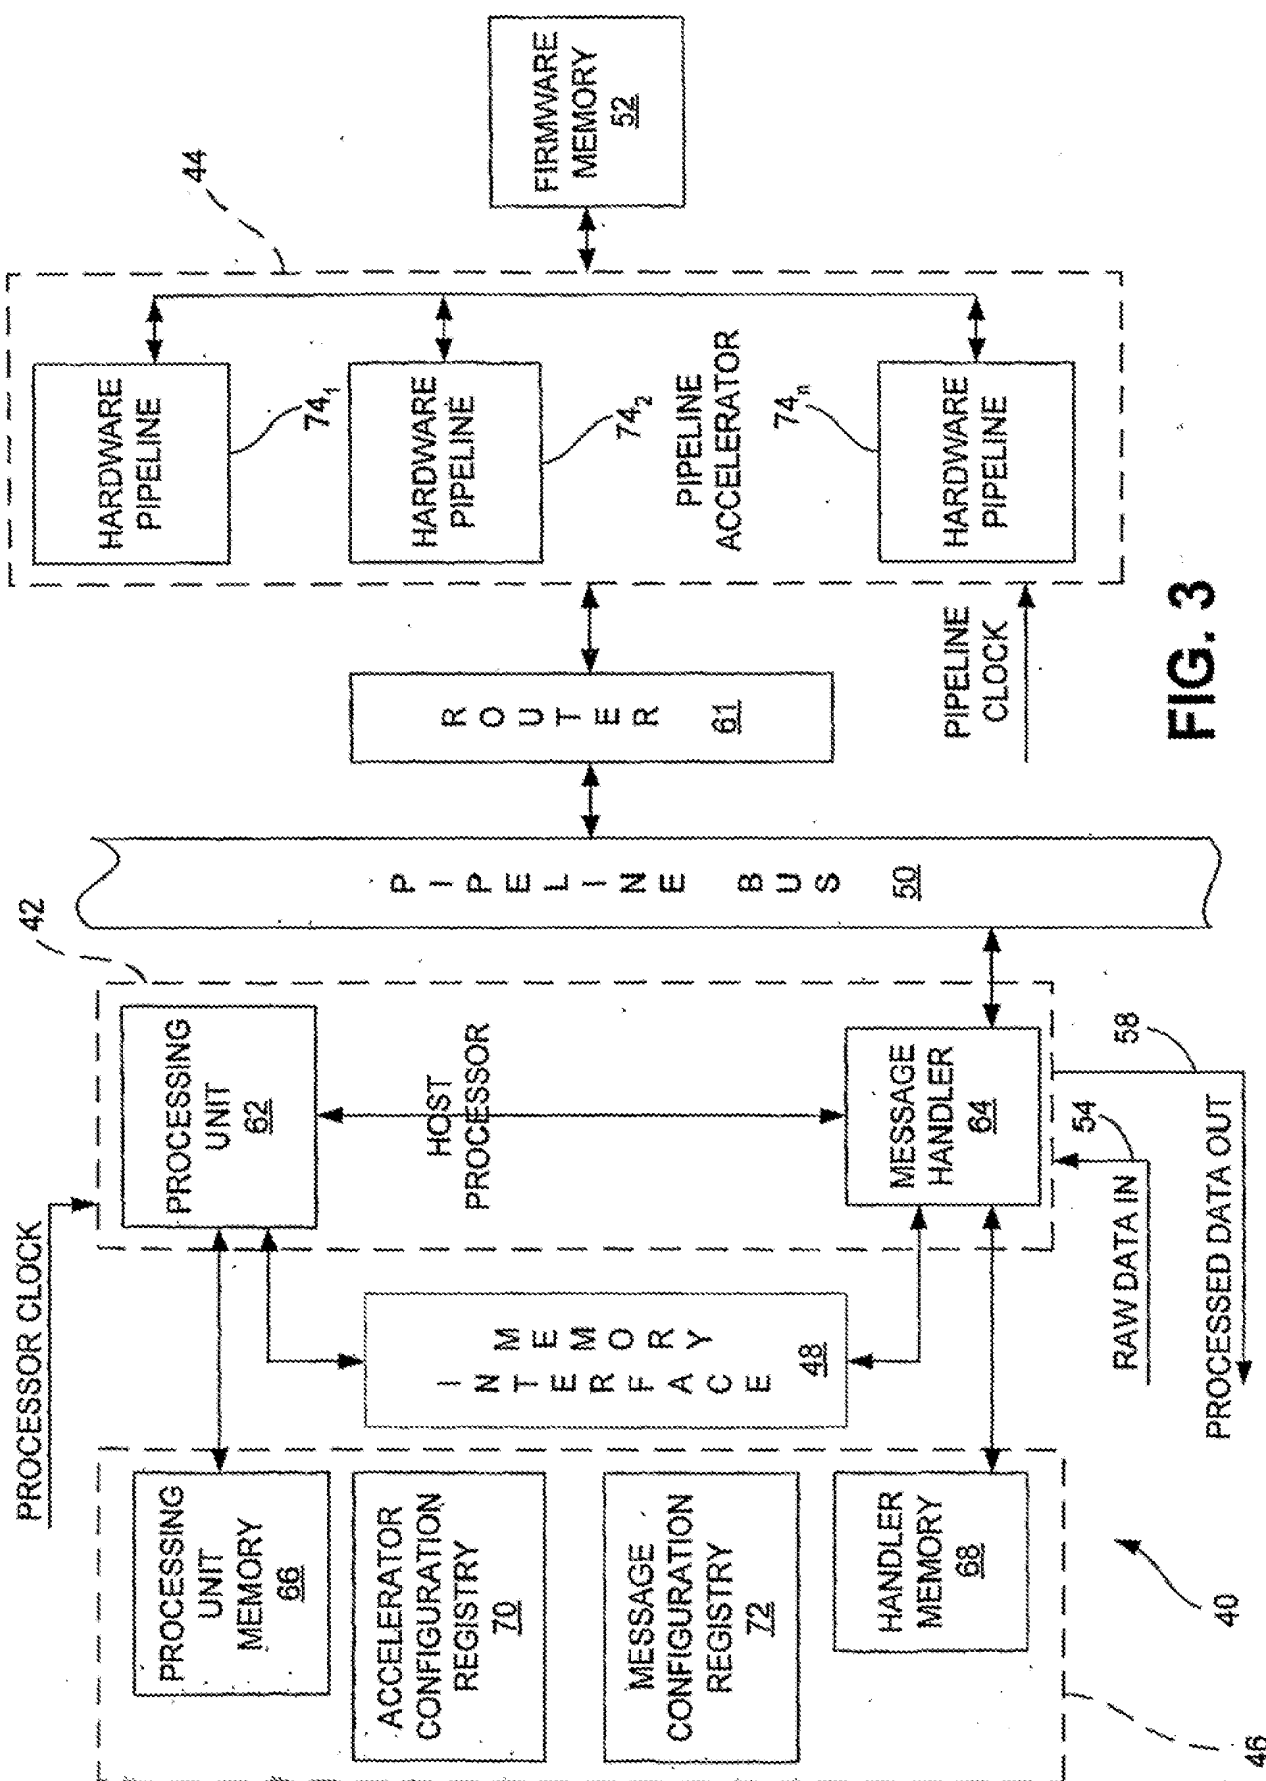 PROCESSOR CLOCK
42
44
PROCESSING
UNIT
MEMORY
66
ACCELERATOR
CONFIGURATION
REGISTRY
70
MESSAGE
CONFIGURATION
REGISTRY
72
HANDLER
MEMORY
68
46
40
MEMORY
INTERFACE
48
PROCESSING
UNIT
62
HOST
PROCESSOR
MESSAGE
HANDLER
64
RAW DATA IN
54
PROCESSED DATA OUT
58
PIPELINE BUS
50
ROUTER
61
PIPELINE
CLOCK
HARDWARE
PIPELINE
74₁
HARDWARE
PIPELINE
74₂
PIPELINE
ACCELERATOR
74ₙ
HARDWARE
PIPELINE
FIRMWARE
MEMORY
52
FIG. 3